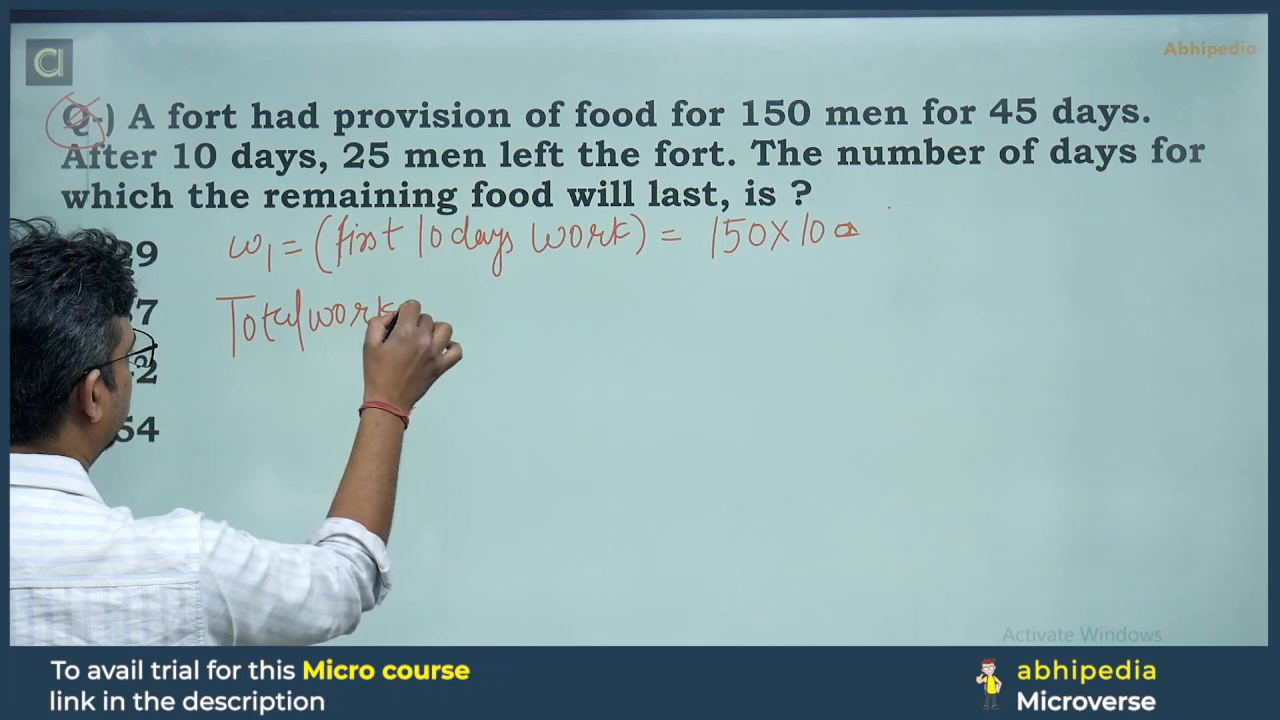 Abhipedia
Q-) A fort had provision of food for 150 men for 45 days.
After 10 days, 25 men left the fort. The number of days for
which the remaining food will last, is ?
w1 = (first 10 days work) = 150×10
29
Total work
7
2
54
Activate Windows
To avail trial for this Micro course
link in the description
abhipedia
Microverse